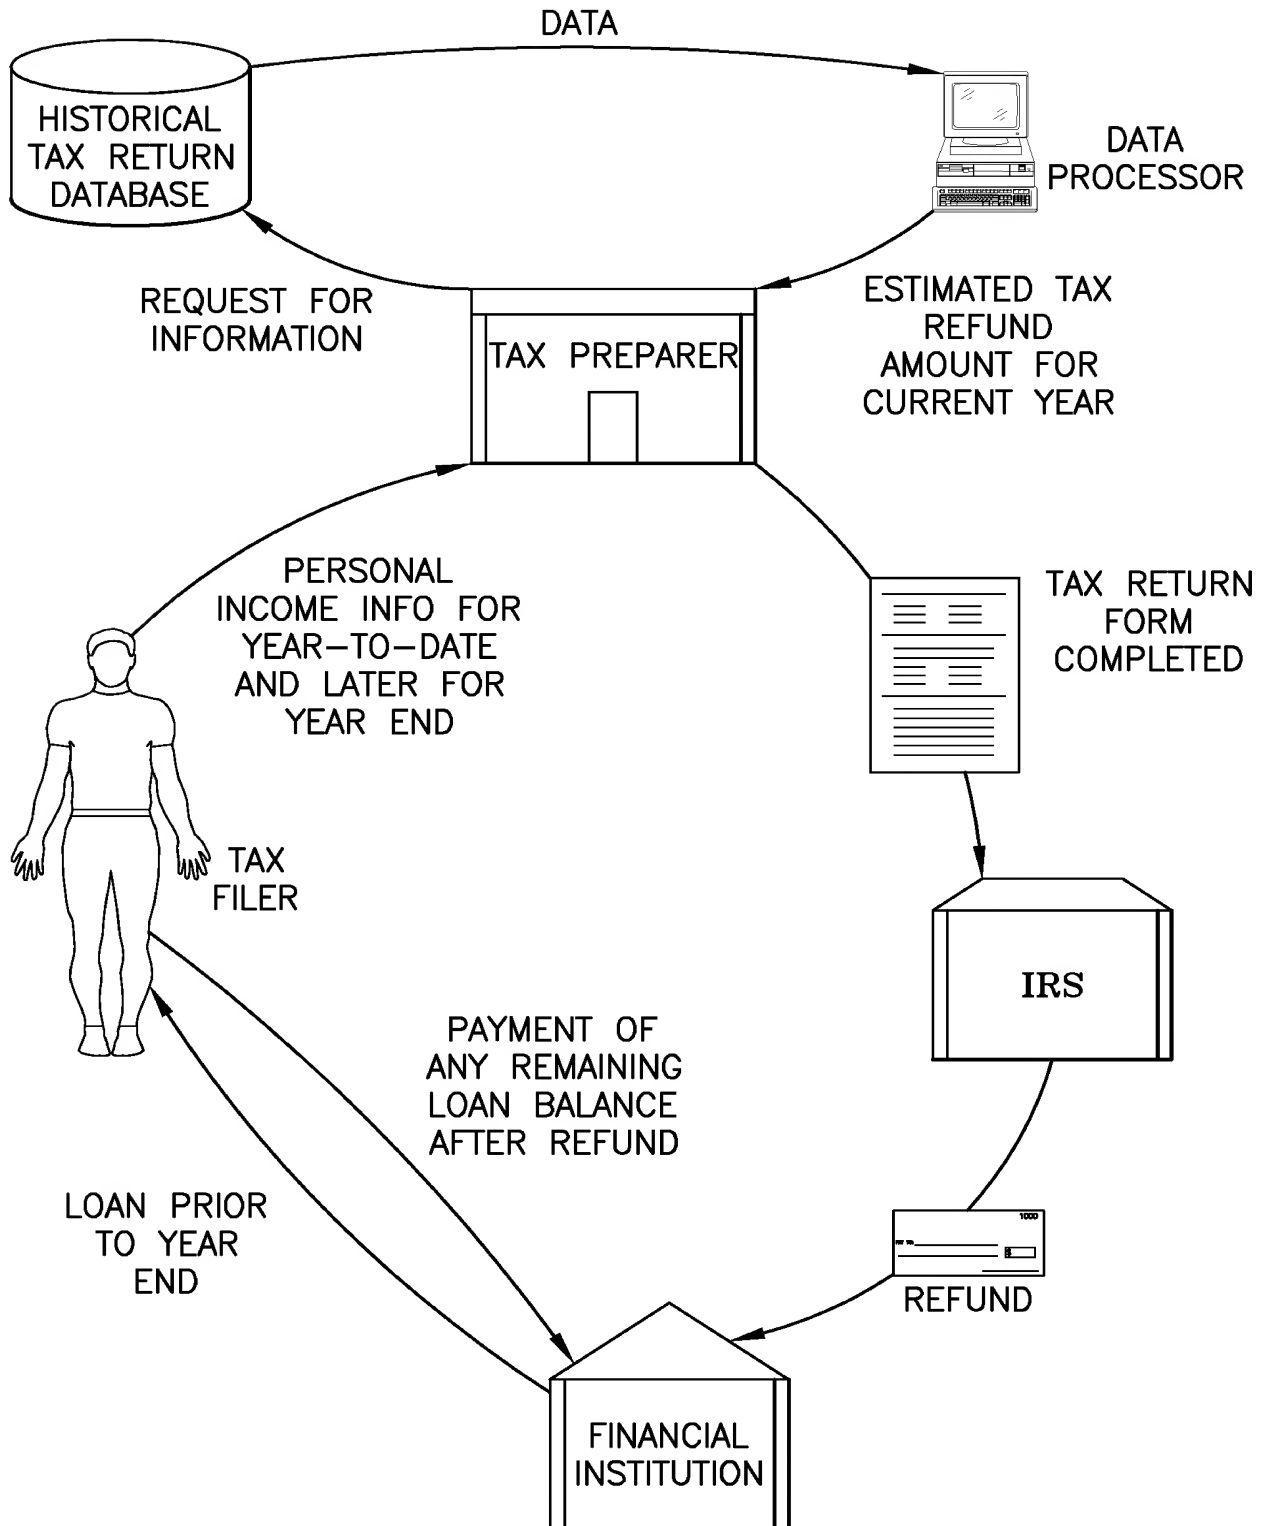 DATA
HISTORICAL
TAX RETURN
DATABASE
DATA
PROCESSOR
REQUEST FOR
INFORMATION
TAX PREPARER
ESTIMATED TAX
REFUND
AMOUNT FOR
CURRENT YEAR
PERSONAL
INCOME INFO FOR
YEAR-TO-DATE
AND LATER FOR
YEAR END
TAX RETURN
FORM
COMPLETED
TAX
FILER
IRS
PAYMENT OF
ANY REMAINING
LOAN BALANCE
AFTER REFUND
LOAN PRIOR
TO YEAR
END
1000
REFUND
FINANCIAL
INSTITUTION